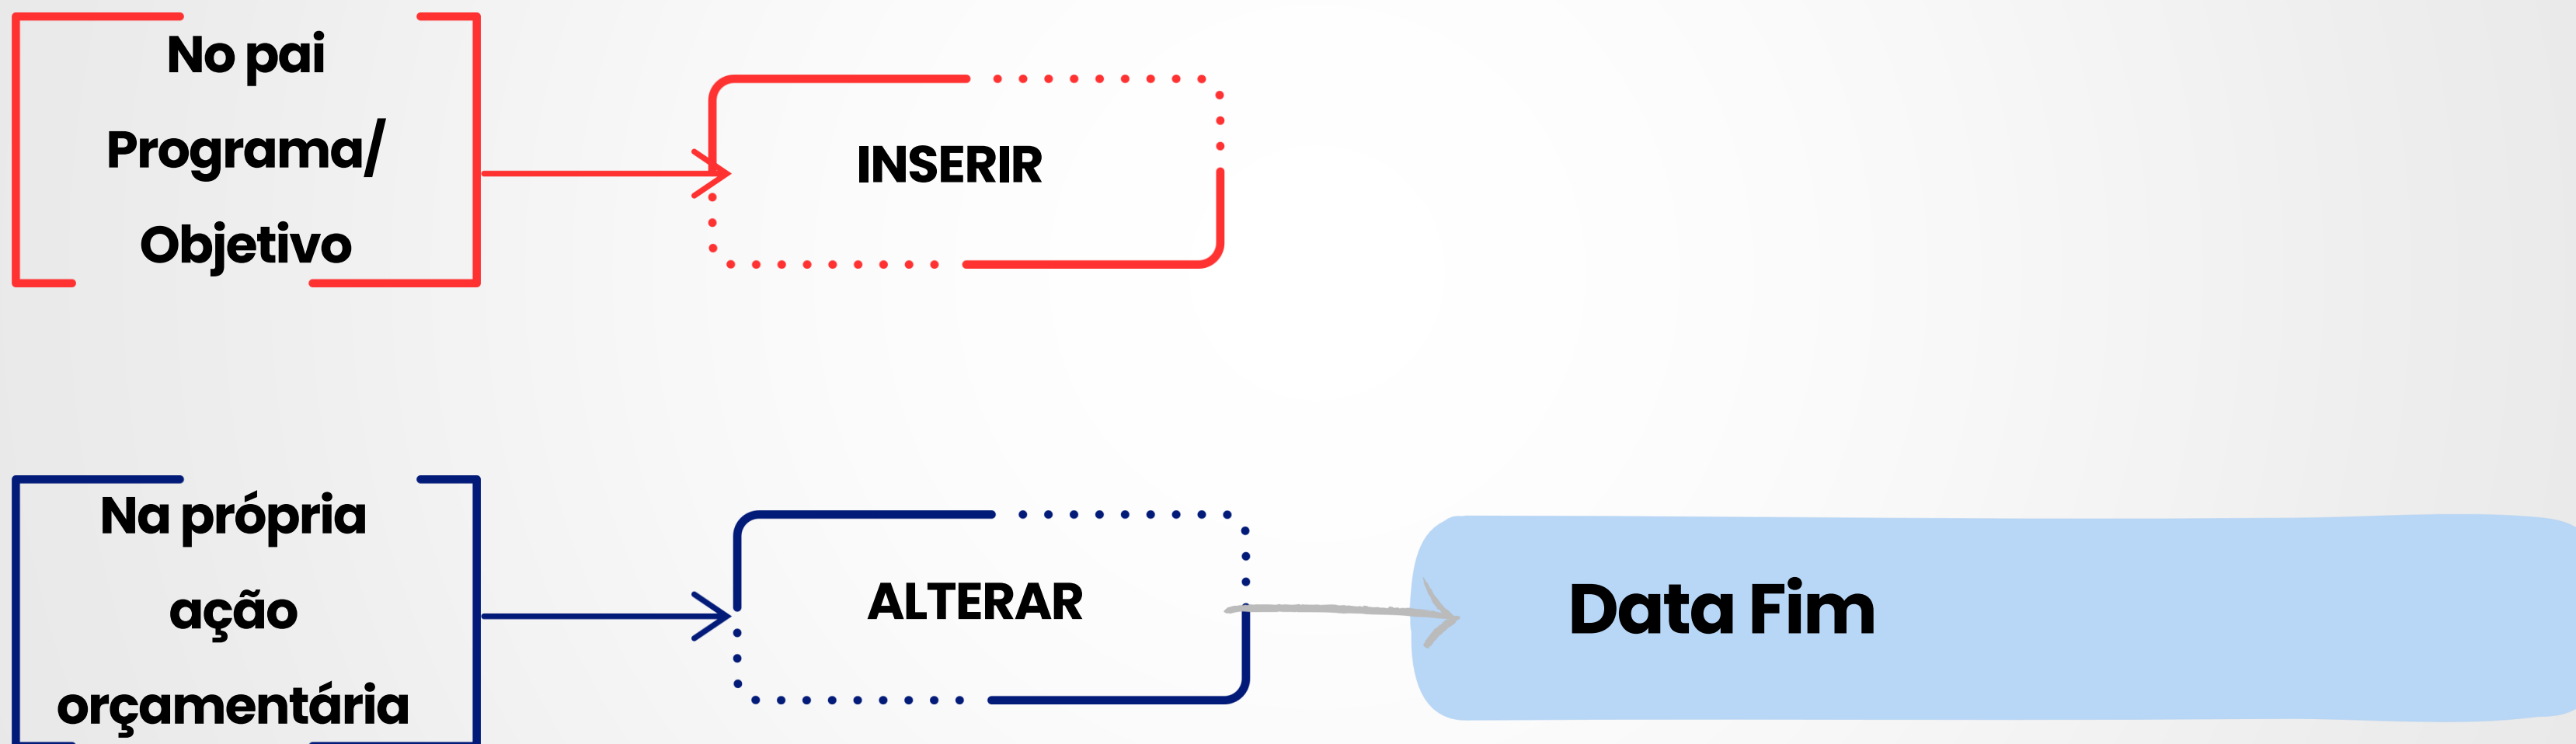 No pai
Programa/
Objetivo
INSERIR
Na própria
ação
orçamentária
ALTERAR
Data Fim